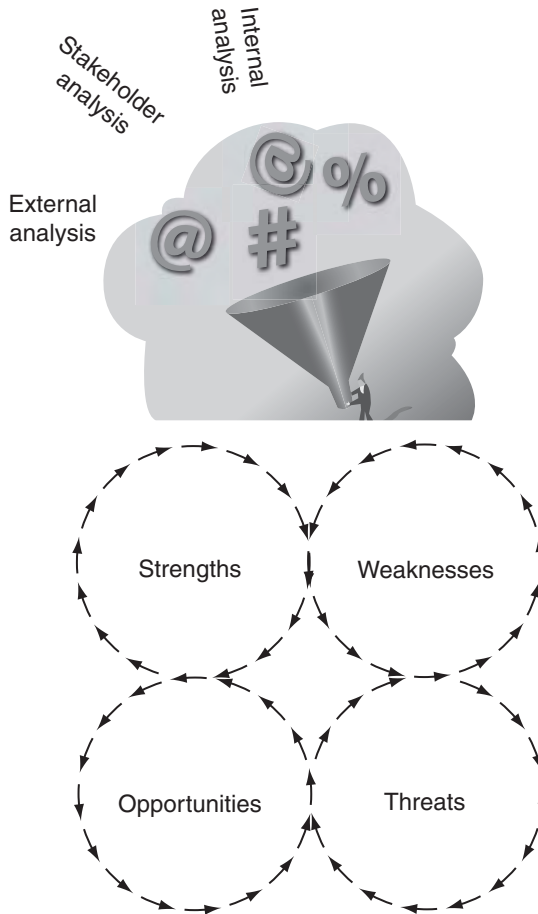 Internal
analysis
Stakeholder
analysis
External
analysis
@ %
@ #
Strengths
Weaknesses
Opportunities
Threats